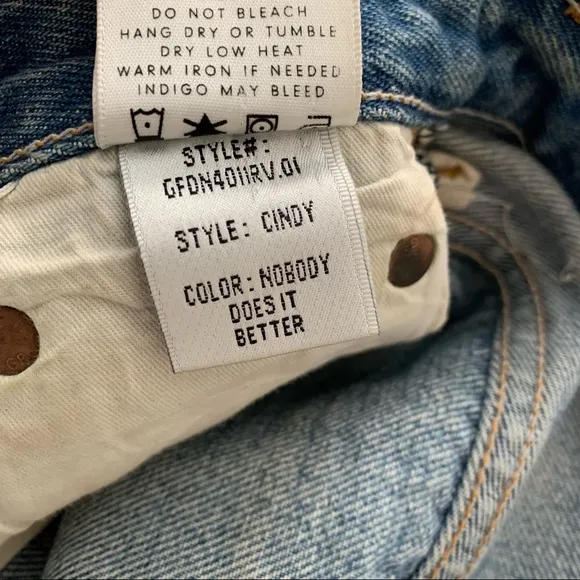 DO NOT BLEACH
HANG DRY OR TUMBLE
DRY LOW HEAT
WARM IRON IF NEEDED
INDIGO MAY BLEED
STYLE#:
GFDN4011RV.01
STYLE: CINDY
COLOR: NOBODY
DOES IT
BETTER